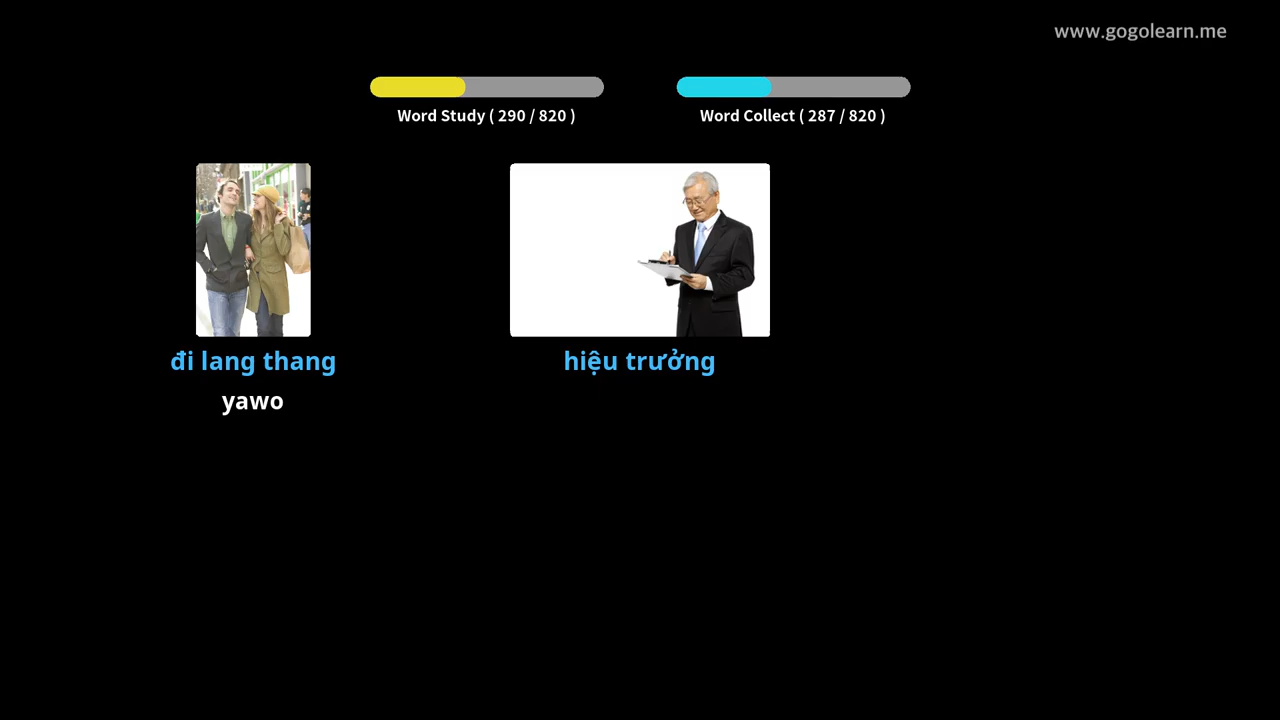 www.gogolearn.me
Word Study ( 290 / 820 )
Word Collect ( 287 / 820 )
đi lang thang
yawo
hiệu trưởng